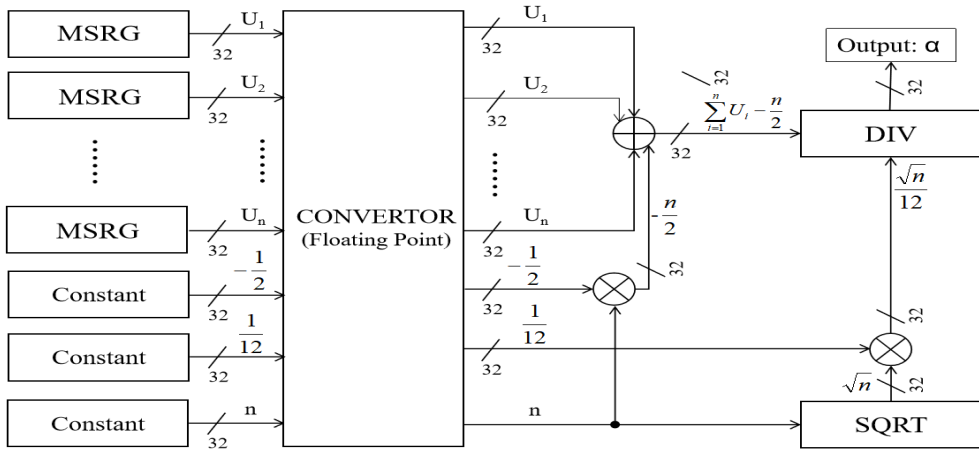 MSRG
U1
32
MSRG
U2
32
MSRG
Un
32
Constant
-1/2
32
Constant
1/12
32
Constant
n
32
CONVERTOR
(Floating Point)
U1
32
U2
32
Un
32
-1/2
32
1/12
32
n
-n/2
32
32
32
∑ i=1 n Ui - n/2
Output: α
32
DIV
√n/12
32
√n
32
SQRT